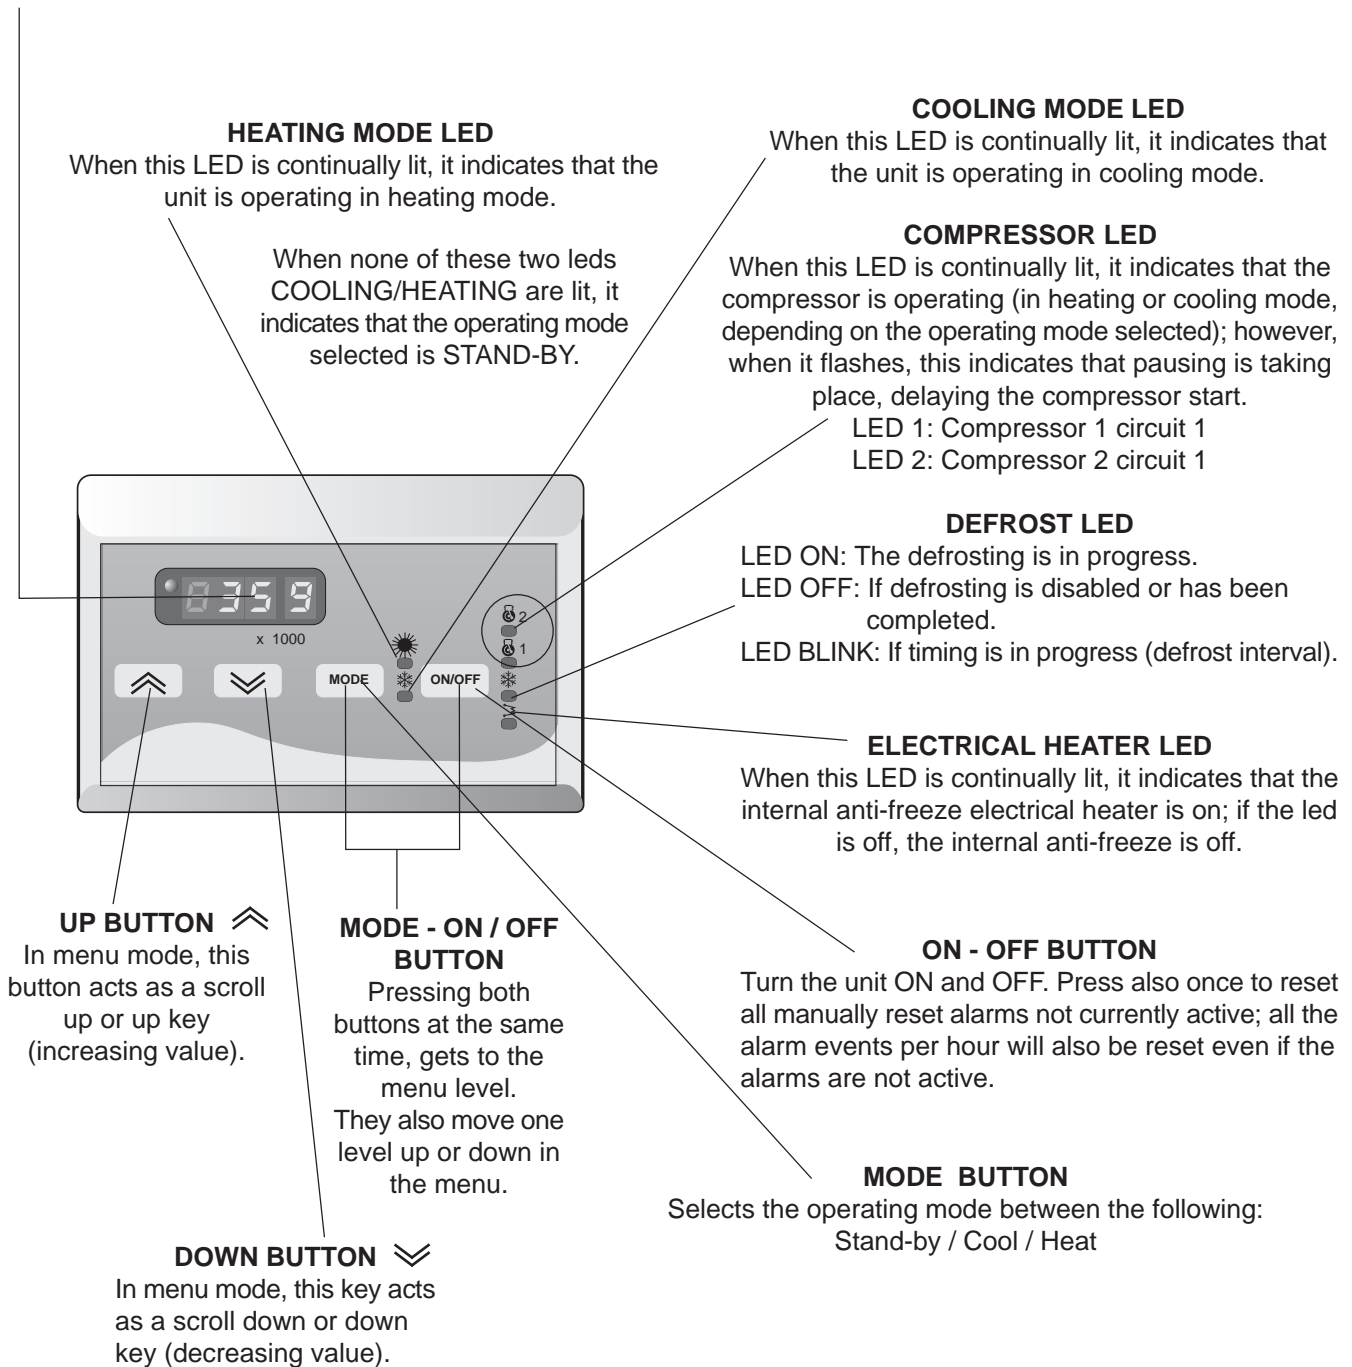 HEATING MODE LED
When this LED is continually lit, it indicates that the
unit is operating in heating mode.
When none of these two leds
COOLING/HEATING are lit, it
indicates that the operating mode
selected is STAND-BY.
COOLING MODE LED
When this LED is continually lit, it indicates that
the unit is operating in cooling mode.
COMPRESSOR LED
When this LED is continually lit, it indicates that the
compressor is operating (in heating or cooling mode,
depending on the operating mode selected); however,
when it flashes, this indicates that pausing is taking
place, delaying the compressor start.
LED 1: Compressor 1 circuit 1
LED 2: Compressor 2 circuit 1
DEFROST LED
LED ON: The defrosting is in progress.
LED OFF: If defrosting is disabled or has been
completed.
LED BLINK: If timing is in progress (defrost interval).
359
x 1000
2
1
MODE
ON/OFF
ELECTRICAL HEATER LED
When this LED is continually lit, it indicates that the
internal anti-freeze electrical heater is on; if the led
is off, the internal anti-freeze is off.
UP BUTTON
In menu mode, this
button acts as a scroll
up or up key
(increasing value).
MODE - ON / OFF
BUTTON
Pressing both
buttons at the same
time, gets to the
menu level.
They also move one
level up or down in
the menu.
ON - OFF BUTTON
Turn the unit ON and OFF. Press also once to reset
all manually reset alarms not currently active; all the
alarm events per hour will also be reset even if the
alarms are not active.
MODE BUTTON
Selects the operating mode between the following:
Stand-by / Cool / Heat
DOWN BUTTON
In menu mode, this key acts
as a scroll down or down
key (decreasing value).